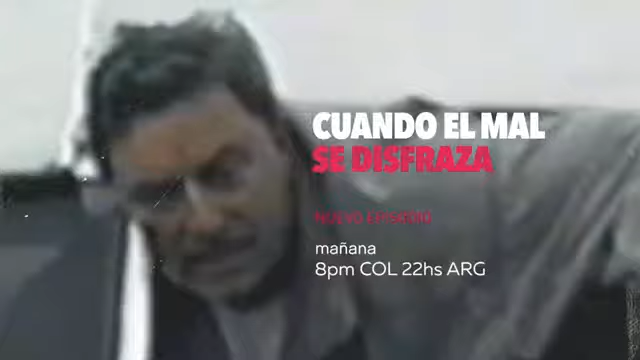 CUANDO EL MAL
SE DISFRAZA
NUEVO EPISODIO
mañana
8pm COL 22hs ARG